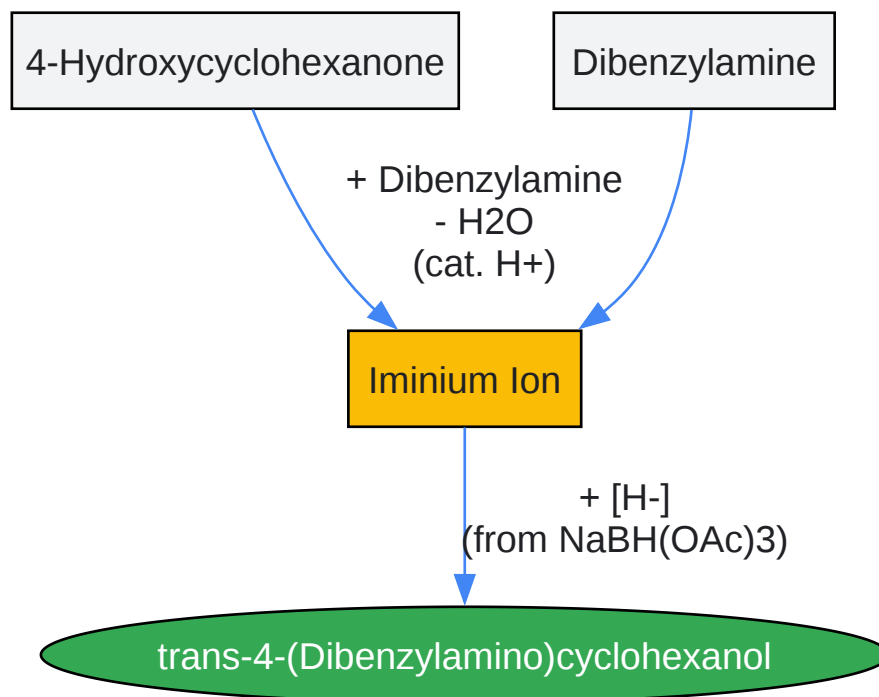 4-Hydroxycyclohexanone
Dibenzylamine
+ Dibenzylamine
- H2O
(cat. H+)
Iminium Ion
+ [H-]
(from NaBH(OAc)3)
trans-4-(Dibenzylamino)cyclohexanol